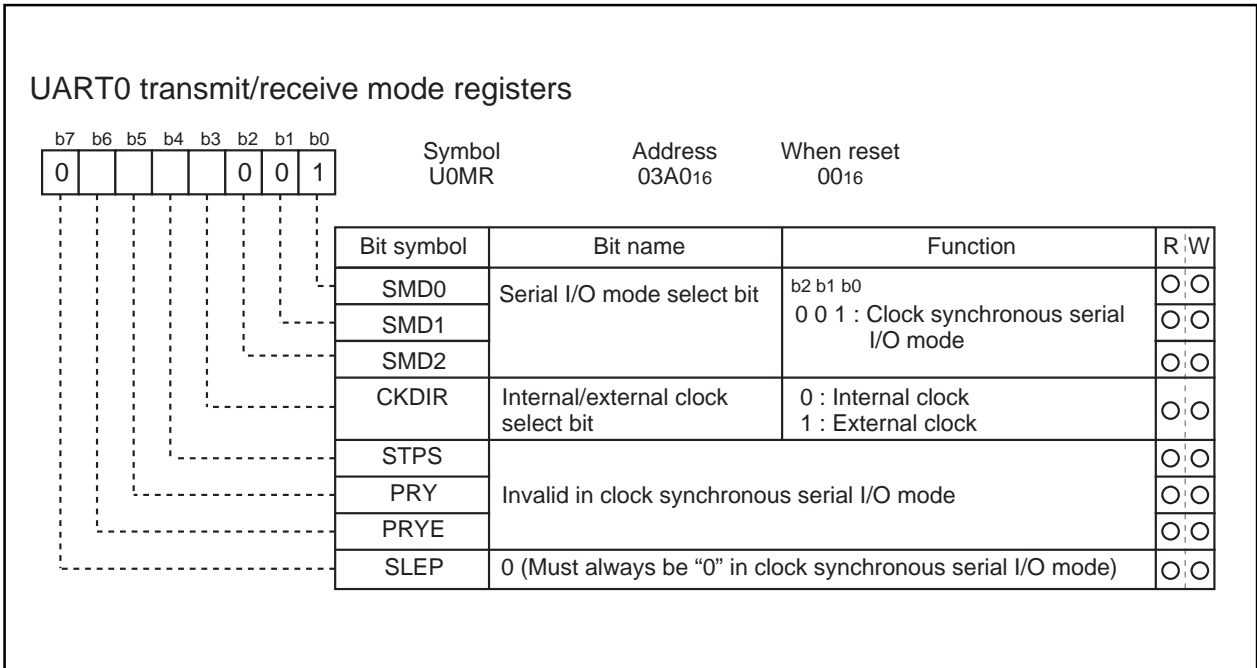 UART0 transmit/receive mode registers
b7 b6 b5 b4 b3 b2 b1 b0
0 0 0 1
Symbol Address When reset
U0MR 03A016 0016
Bit symbol Bit name Function R W
SMD0 Serial I/O mode select bit b2 b1 b0
SMD1 0 0 1 : Clock synchronous serial
I/O mode
SMD2
CKDIR Internal/external clock 0 : Internal clock
select bit 1 : External clock
STPS
PRY Invalid in clock synchronous serial I/O mode
PRYE
SLEP 0 (Must always be “0” in clock synchronous serial I/O mode)